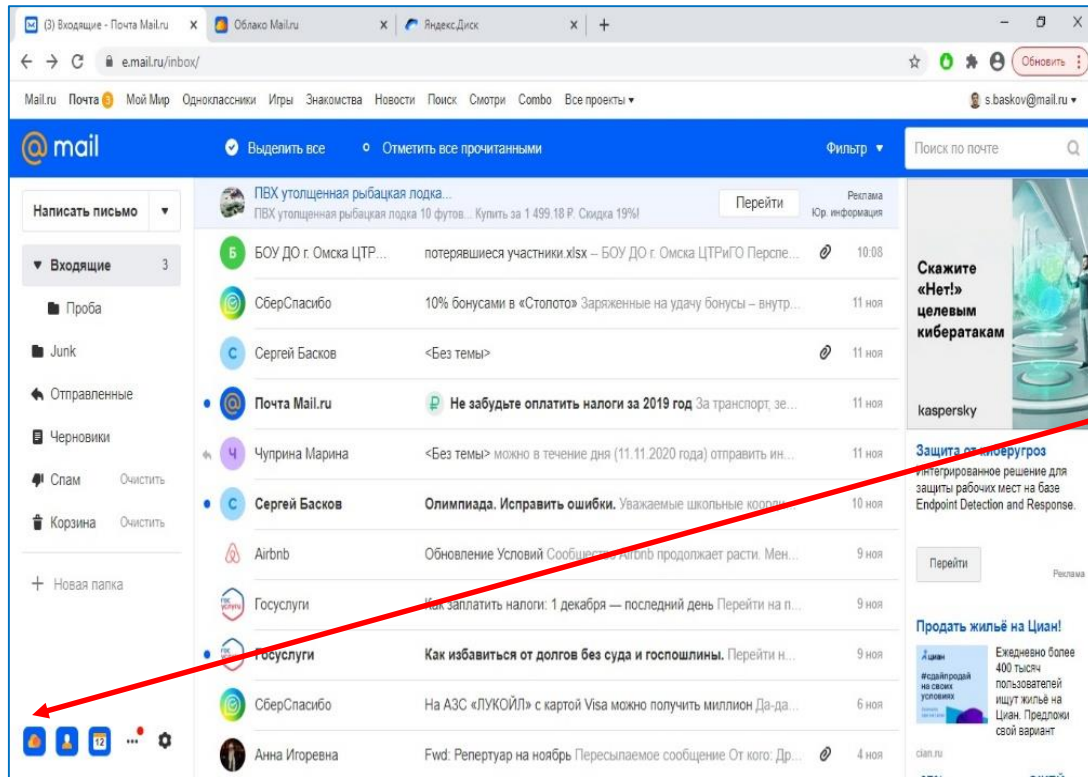 (3) Входящие - Почта Mail.ru
Облако Mail.ru
Яндекс.Диск
e.mail.ru/inbox/
Обновить
Mail.ru Почта 3 Мой Мир Одноклассники Игры Знакомства Новости Поиск Смотри Combo Все проекты
s.baskov@mail.ru
@mail
Выделить все
Отметить все прочитанными
Фильтр
Поиск по почте
Написать письмо
Входящие 3
Проба
Junk
Отправленные
Черновики
Спам Очистить
Корзина Очистить
+ Новая папка
12
ПВХ утолщенная рыбацкая лодка...
ПВХ утолщенная рыбацкая лодка 10 футов... Купить за 1 499.18 ₽. Скидка 19%!
Перейти
Реклама
Юр. информация
Б БОУ ДО г. Омска ЦТР... потерявшиеся участники.xlsx – БОУ ДО г. Омска ЦТРиГО Перспе... 10:08
СберСпасибо 10% бонусами в «Столото» Заряженные на удачу бонусы – внутр... 11 ноя
С Сергей Басков <Без темы> 11 ноя
Почта Mail.ru ₽ Не забудьте оплатить налоги за 2019 год За транспорт, зе... 11 ноя
Ч Чуприна Марина <Без темы> можно в течение дня (11.11.2020 года) отправить ин... 11 ноя
С Сергей Басков Олимпиада. Исправить ошибки. Уважаемые школьные коорди... 10 ноя
Airbnb Обновление Условий Сообщество Airbnb продолжает расти. Мен... 9 ноя
Госуслуги Как заплатить налоги: 1 декабря — последний день Перейти на п... 9 ноя
Госуслуги Как избавиться от долгов без суда и госпошлины. Перейти н... 9 ноя
СберСпасибо На АЗС «ЛУКОЙЛ» с картой Visa можно получить миллион Да-да... 6 ноя
Анна Игоревна Fwd: Репертуар на ноябрь Пересылаемое сообщение От кого: Др... 4 ноя
Скажите
«Нет!»
целевым
кибератакам
kaspersky
Защита от киберугроз
Интегрированное решение для
защиты рабочих мест на базе
Endpoint Detection and Response.
Перейти
Реклама
Продать жильё на Циан!
циан
#сдайпродай
на своих
условиях
Ежедневно более
400 тысяч
пользователей
ищут жильё на
Циан. Предложи
свой вариант
cian.ru